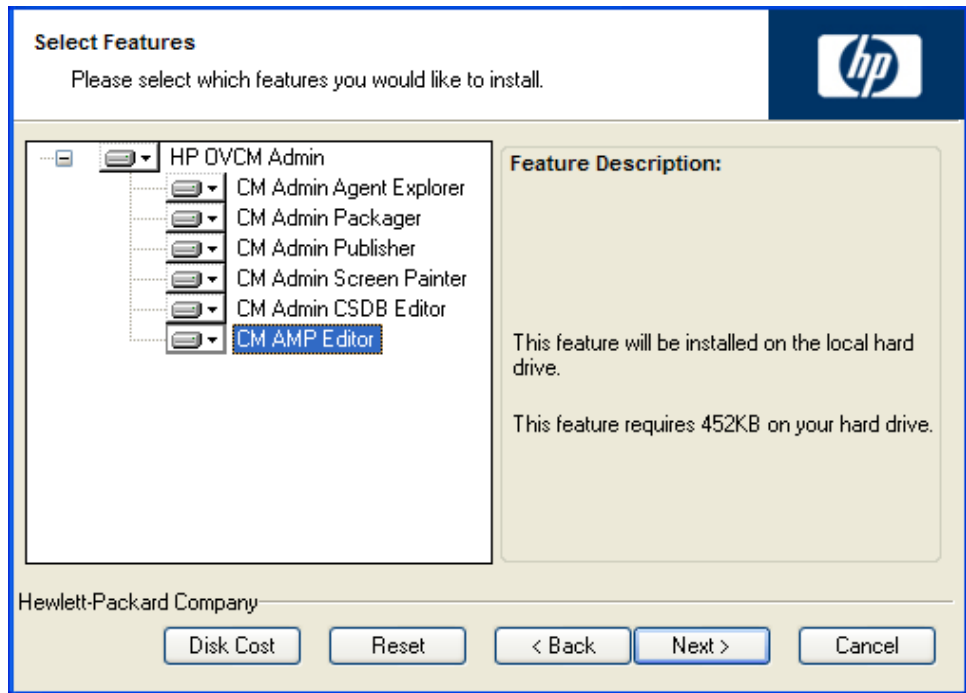 Select Features
Please select which features you would like to install.
hp
HP OVCM Admin
CM Admin Agent Explorer
CM Admin Packager
CM Admin Publisher
CM Admin Screen Painter
CM Admin CSDB Editor
CM AMP Editor
Feature Description:
This feature will be installed on the local hard
drive.
This feature requires 452KB on your hard drive.
Hewlett-Packard Company
Disk Cost
Reset
< Back
Next >
Cancel